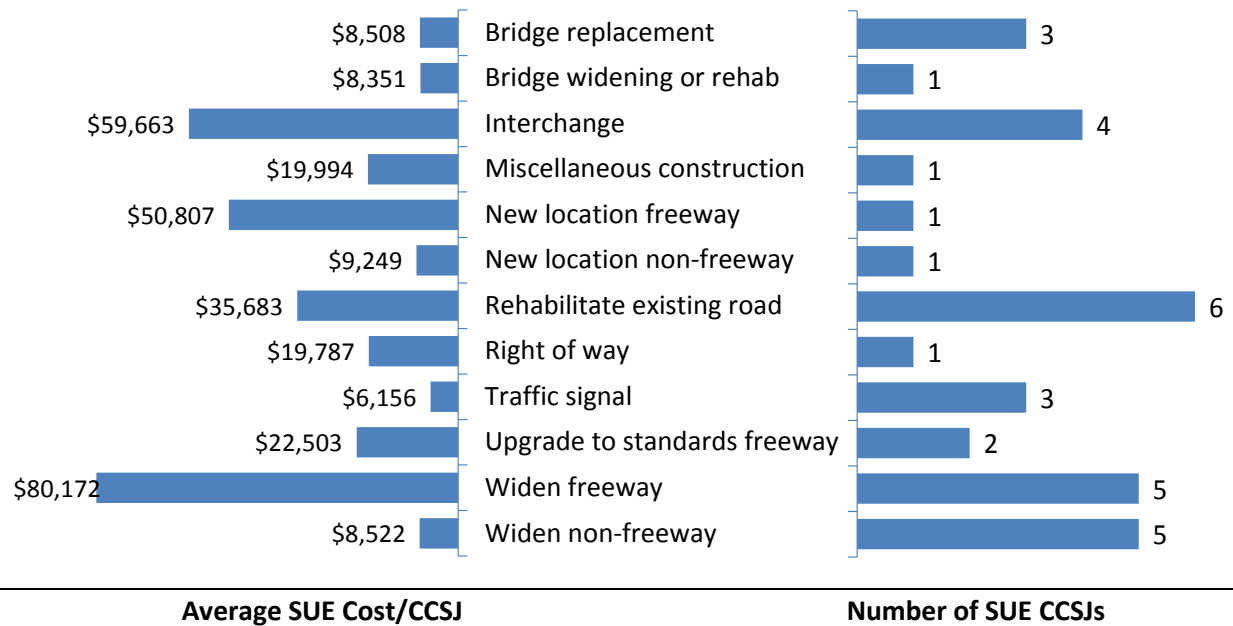 $8,508 Bridge replacement 3
$8,351 Bridge widening or rehab 1
$59,663 Interchange 4
$19,994 Miscellaneous construction 1
$50,807 New location freeway 1
$9,249 New location non-freeway 1
$35,683 Rehabilitate existing road 6
$19,787 Right of way 1
$6,156 Traffic signal 3
$22,503 Upgrade to standards freeway 2
$80,172 Widen freeway 5
$8,522 Widen non-freeway 5
Average SUE Cost/CCSJ Number of SUE CCSJs